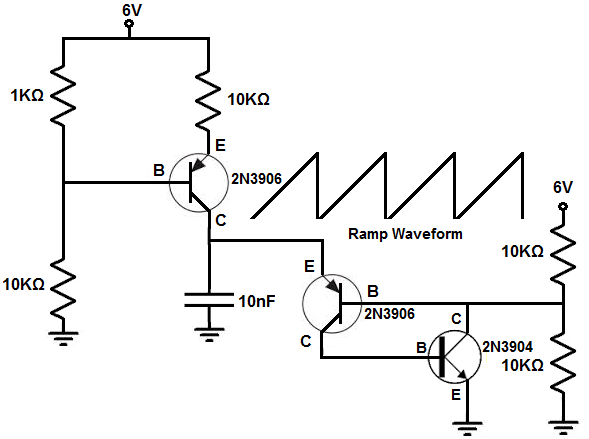 6V
1KΩ
10KΩ
E
B
2N3906
C
6V
Ramp Waveform
10KΩ
E
10KΩ
10nF
B
2N3906
C
C
B
2N3904
10KΩ
E